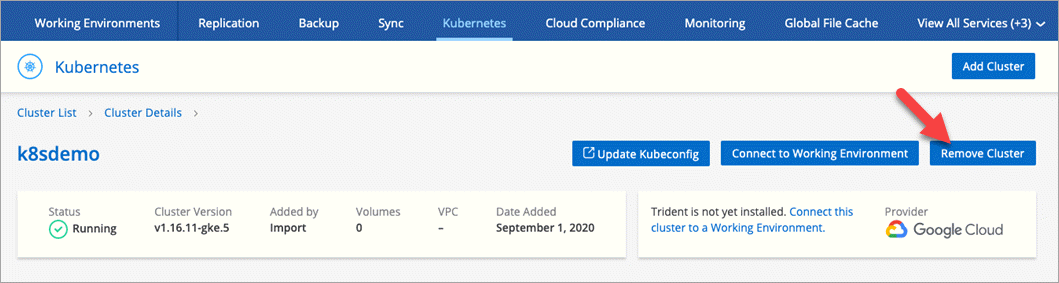 Working Environments Replication Backup Sync Kubernetes Cloud Compliance Monitoring Global File Cache View All Services (+3)
Kubernetes Add Cluster
Cluster List > Cluster Details >
k8sdemo Update Kubeconfig Connect to Working Environment Remove Cluster
Status Cluster Version Added by Volumes VPC Date Added
Running v1.16.11-gke.5 Import 0 – September 1, 2020
Trident is not yet installed. Connect this
cluster to a Working Environment.
Provider
Google Cloud